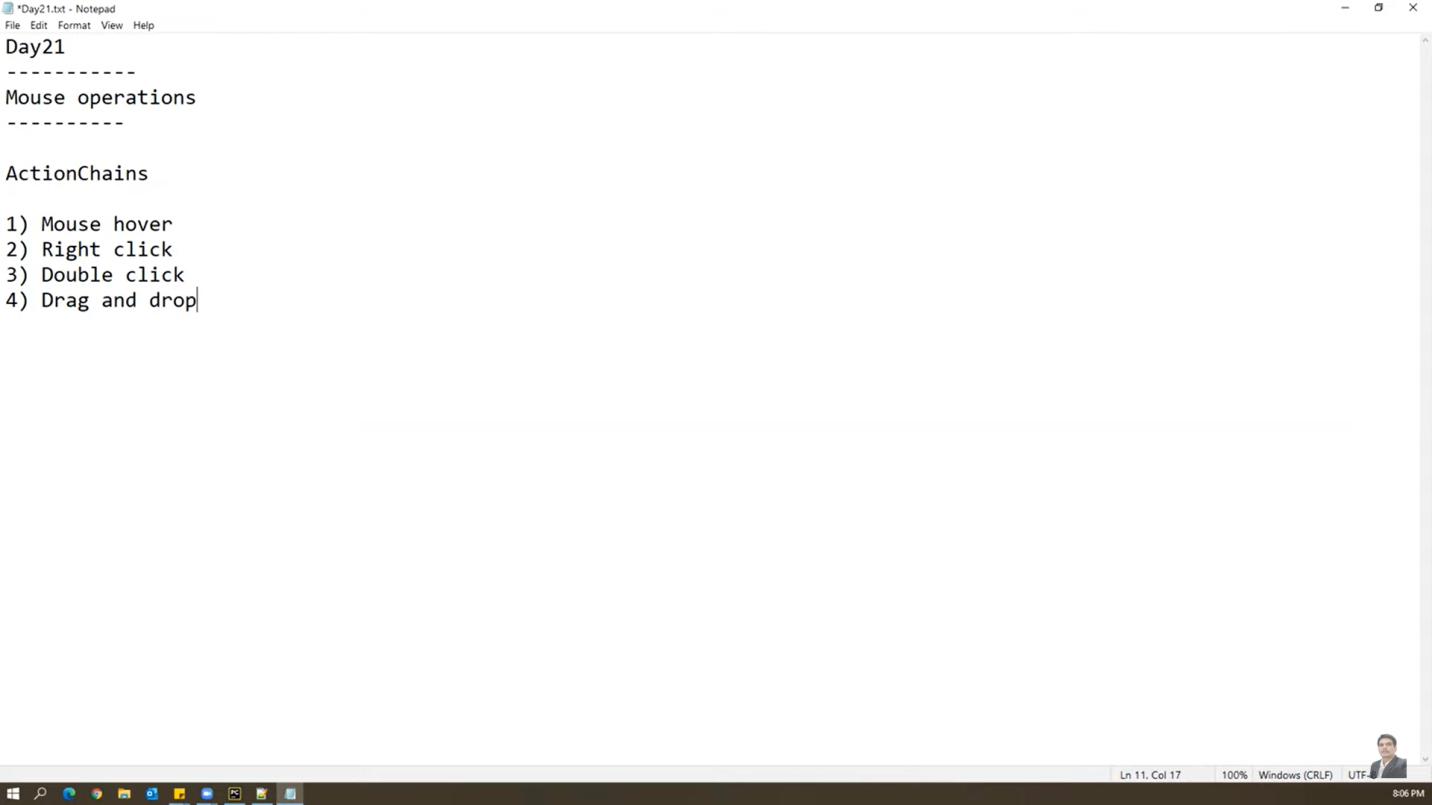 *Day21.txt - Notepad
File Edit Format View Help
Day21
-----------
Mouse operations
----------
ActionChains
1) Mouse hover
2) Right click
3) Double click
4) Drag and drop
Ln 11, Col 17 100% Windows (CRLF)
8:06 PM